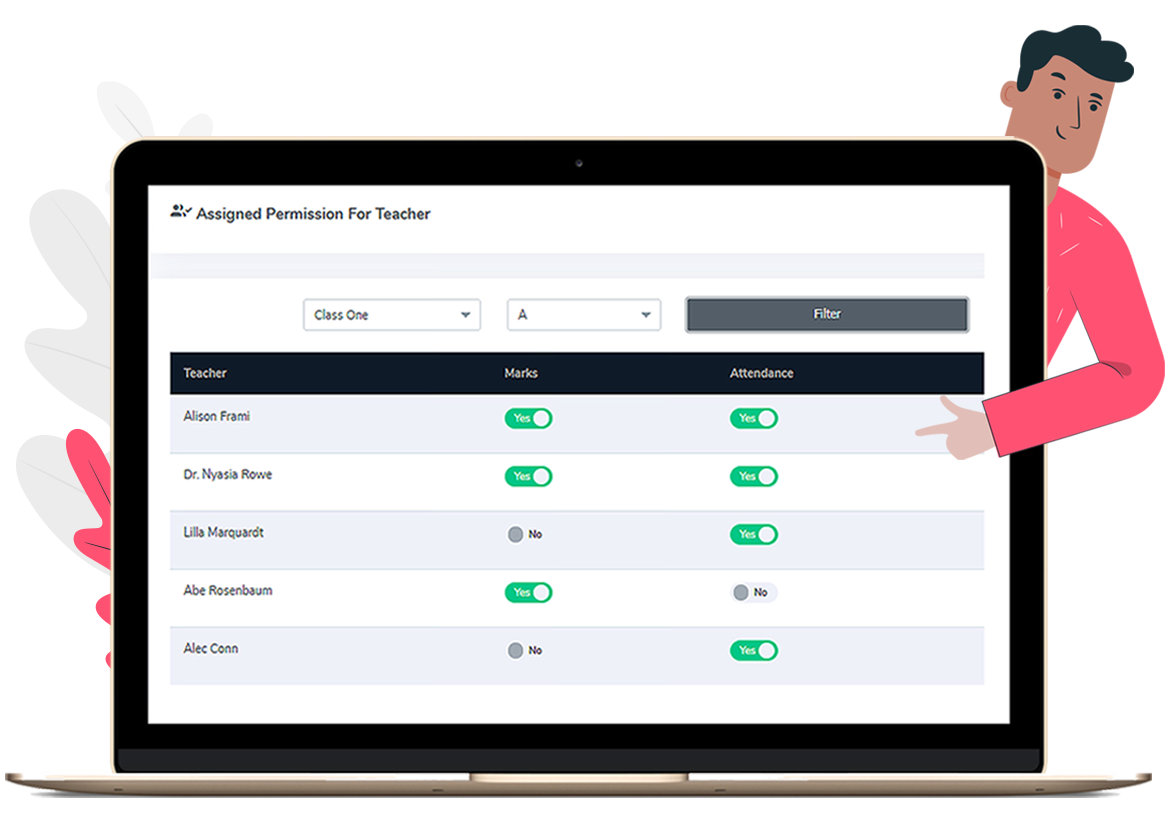 Assigned Permission For Teacher
Class One A Filter
Teacher Marks Attendance
Alison Frami Yes Yes
Dr. Nyasia Rowe Yes Yes
Lilla Marquardt No Yes
Abe Rosenbaum Yes No
Alec Conn No Yes